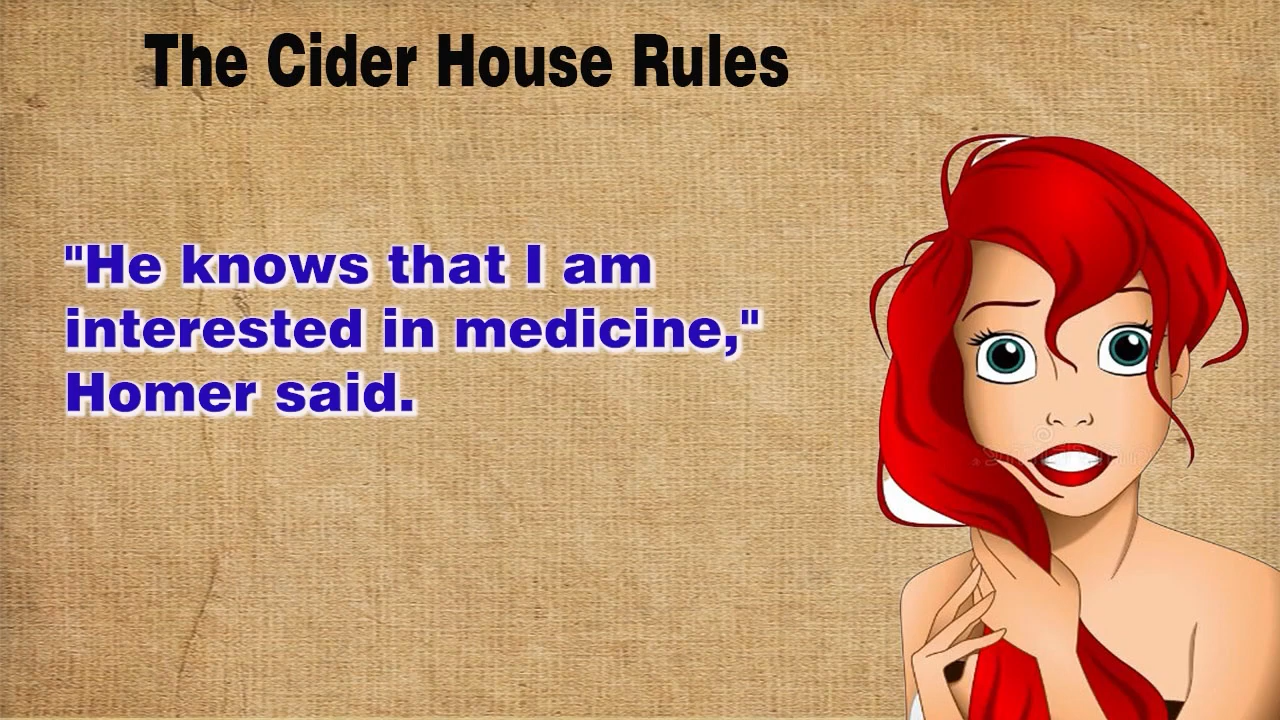 The Cider House Rules
"He knows that I am
interested in medicine,"
Homer said.